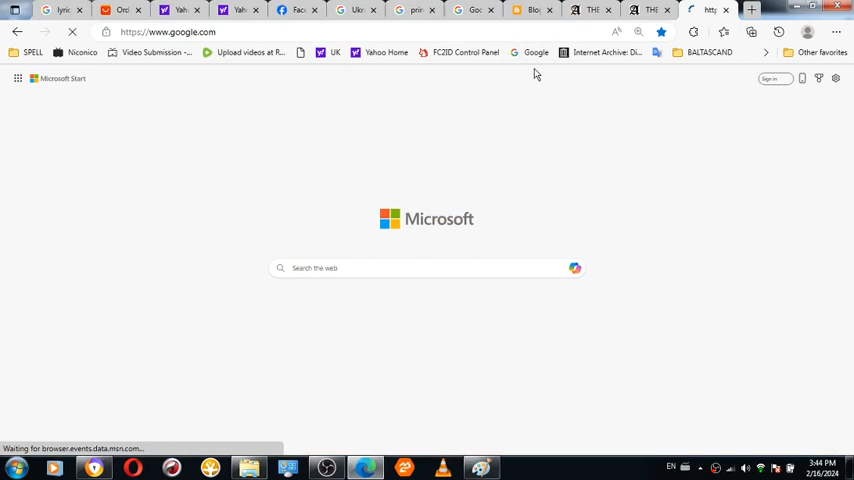 lyric Ord Yah Yah Fac Ukr prin Goo Blog THE THE http
https://www.google.com
SPELL Niconico Video Submission -... Upload videos at R... UK Yahoo Home FC2ID Control Panel Google Internet Archive: Di... BALTASCAND Other favorites
Microsoft Start Sign in
Microsoft
Search the web
Waiting for browser.events.data.msn.com...
EN 3:44 PM
2/16/2024